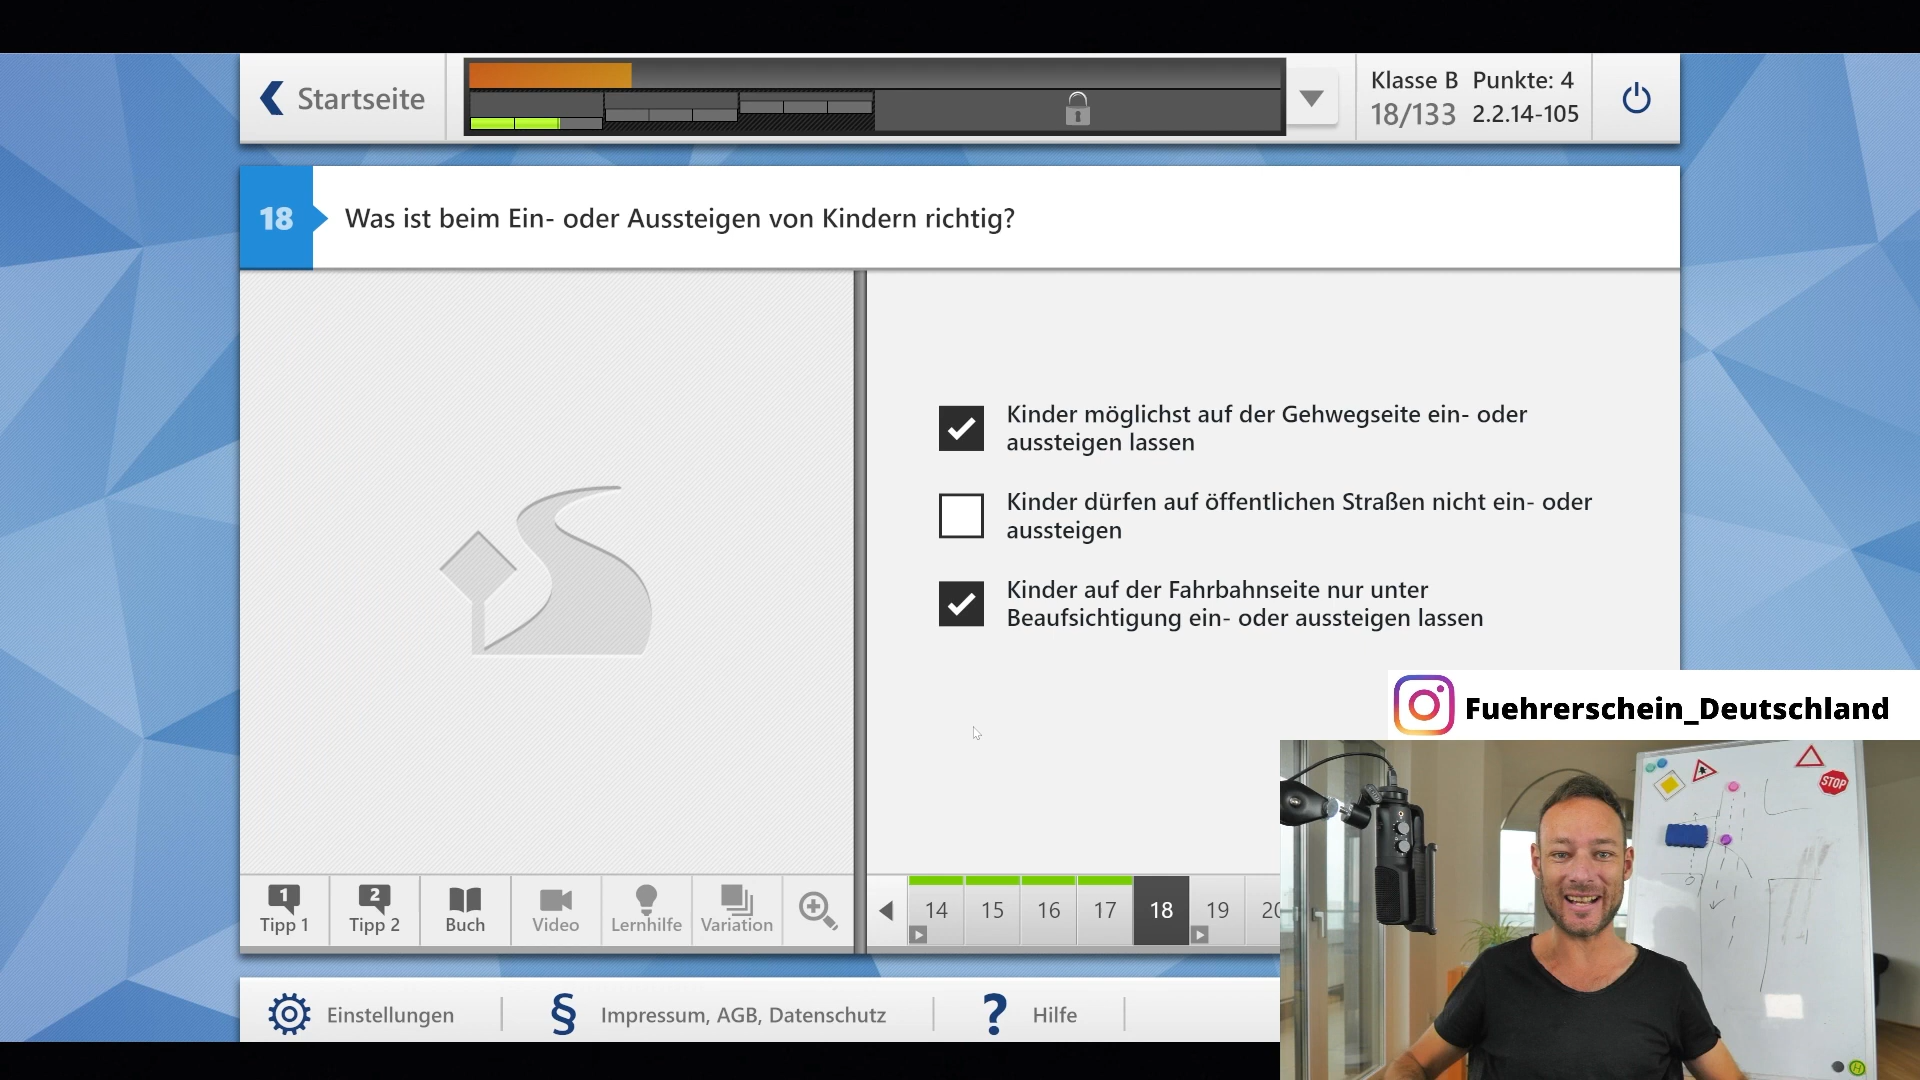 Startseite
Klasse B Punkte: 4
18/133 2.2.14-105
18 Was ist beim Ein- oder Aussteigen von Kindern richtig?
Kinder möglichst auf der Gehwegseite ein- oder
aussteigen lassen
Kinder dürfen auf öffentlichen Straßen nicht ein- oder
aussteigen
Kinder auf der Fahrbahnseite nur unter
Beaufsichtigung ein- oder aussteigen lassen
Fuehrerschein_Deutschland
STOP
1 2
Tipp 1 Tipp 2 Buch Video Lernhilfe Variation
14 15 16 17 18 19 20
§ ?
Einstellungen Impressum, AGB, Datenschutz Hilfe
H